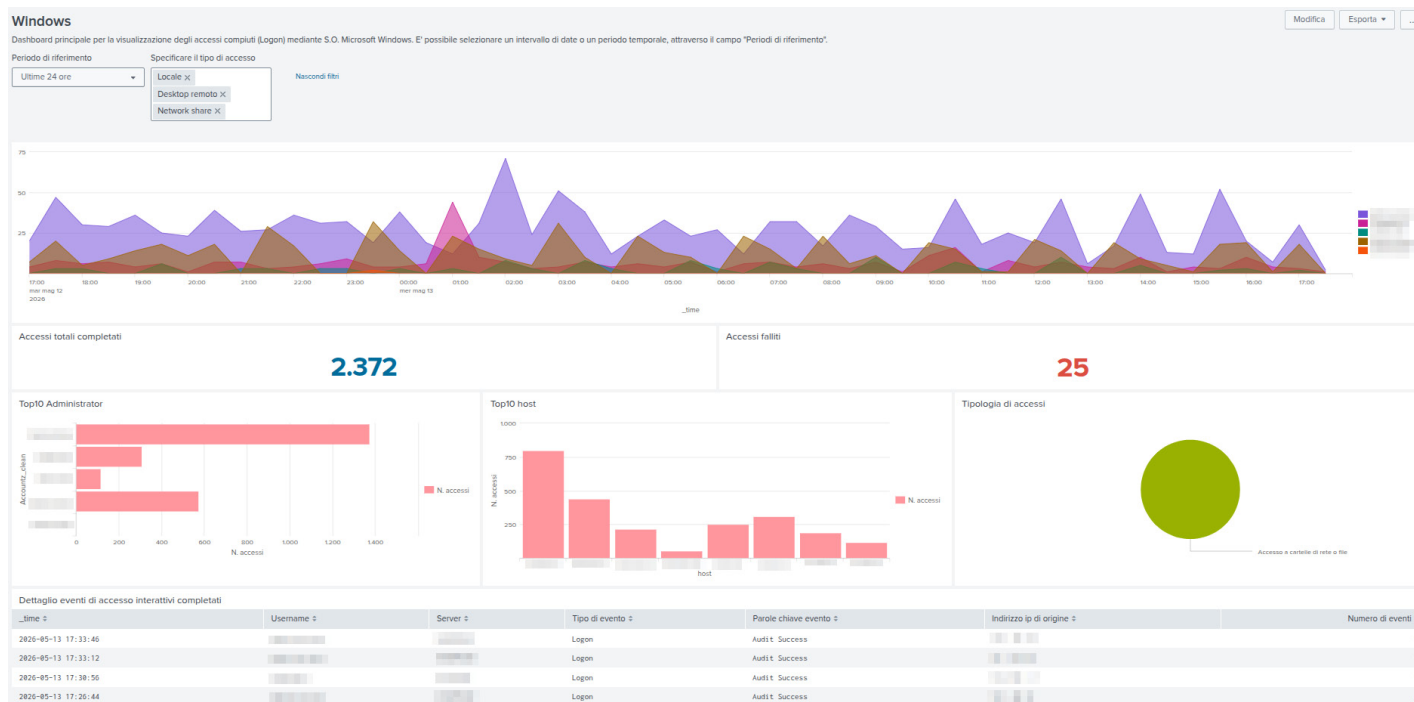 Windows
Modifica
Esporta
...
Dashboard principale per la visualizzazione degli accessi compiuti (Logon) mediante S.O. Microsoft Windows. E' possibile selezionare un intervallo di date o un periodo temporale, attraverso il campo "Periodi di riferimento".
Periodo di riferimento
Specificare il tipo di accesso
Ultime 24 ore
Locale ×
Desktop remoto ×
Network share ×
Nascondi filtri
75
50
25
17:00 18:00 19:00 20:00 21:00 22:00 23:00 00:00 01:00 02:00 03:00 04:00 05:00 06:00 07:00 08:00 09:00 10:00 11:00 12:00 13:00 14:00 15:00 16:00 17:00
mar mag 12 mer mag 13
2026
_time
Accessi totali completati
2.372
Accessi falliti
25
Top10 Administrator
Accountz_clean
0 200 400 600 800 1.000 1.200 1.400
N. accessi
N. accessi
Top10 host
1.000
750
500
250
N. accessi
host
N. accessi
Tipologia di accessi
Accesso a cartelle di rete o file
Dettaglio eventi di accesso interattivi completati
_time Username Server Tipo di evento Parole chiave evento Indirizzo ip di origine Numero di eventi
2026-05-13 17:33:46 Logon Audit Success
2026-05-13 17:33:12 Logon Audit Success
2026-05-13 17:30:56 Logon Audit Success
2026-05-13 17:26:44 Logon Audit Success